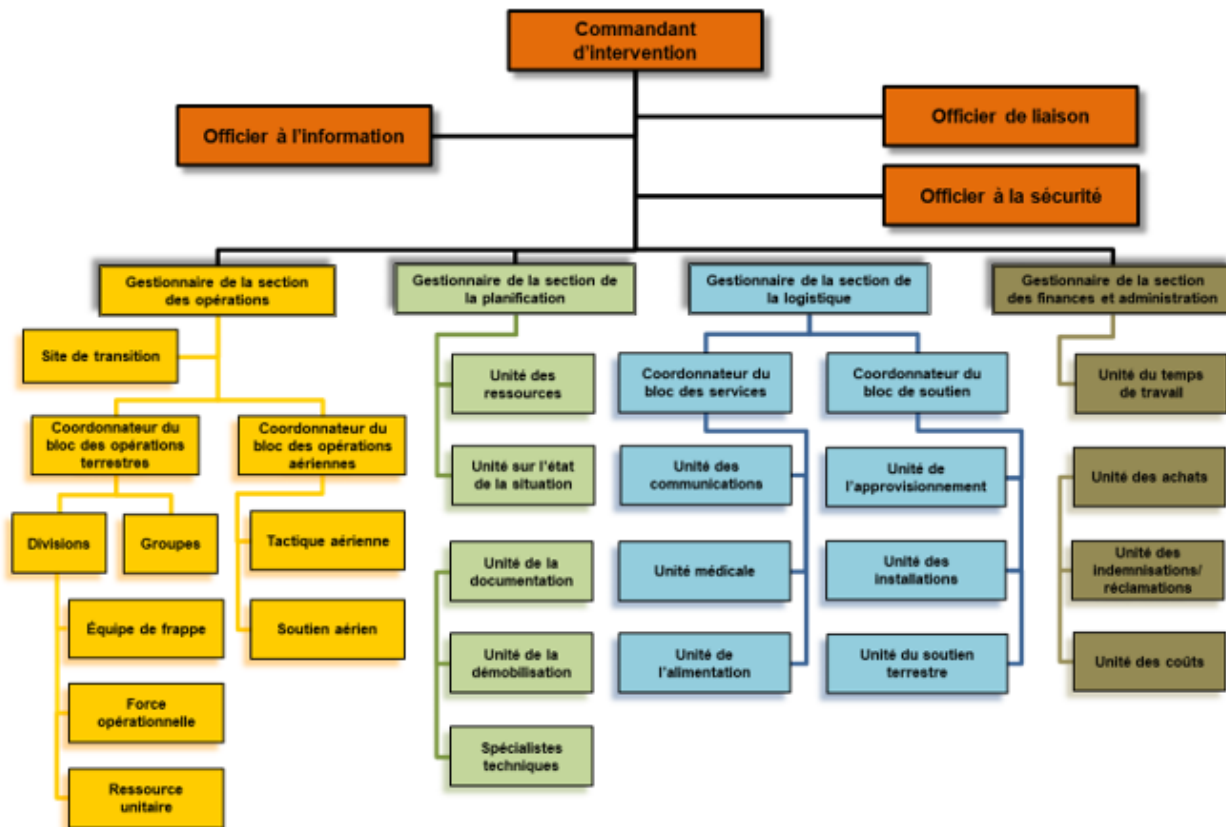 Commandant
d'intervention
Officier à l'information
Officier de liaison
Officier à la sécurité
Gestionnaire de la section
des opérations
Gestionnaire de la section de
la planification
Gestionnaire de la section de
la logistique
Gestionnaire de la section
des finances et administration
Site de transition
Coordonnateur du
bloc des opérations
terrestres
Coordonnateur du
bloc des opérations
aériennes
Divisions
Groupes
Tactique aérienne
Équipe de frappe
Soutien aérien
Force
opérationnelle
Ressource
unitaire
Unité des
ressources
Unité sur l'état
de la situation
Unité de la
documentation
Unité de la
démobilisation
Spécialistes
techniques
Coordonnateur du
bloc des services
Coordonnateur du
bloc de soutien
Unité des
communications
Unité de
l'approvisionnement
Unité médicale
Unité des
installations
Unité de
l'alimentation
Unité du soutien
terrestre
Unité du temps
de travail
Unité des achats
Unité des
indemnisations/
réclamations
Unité des coûts